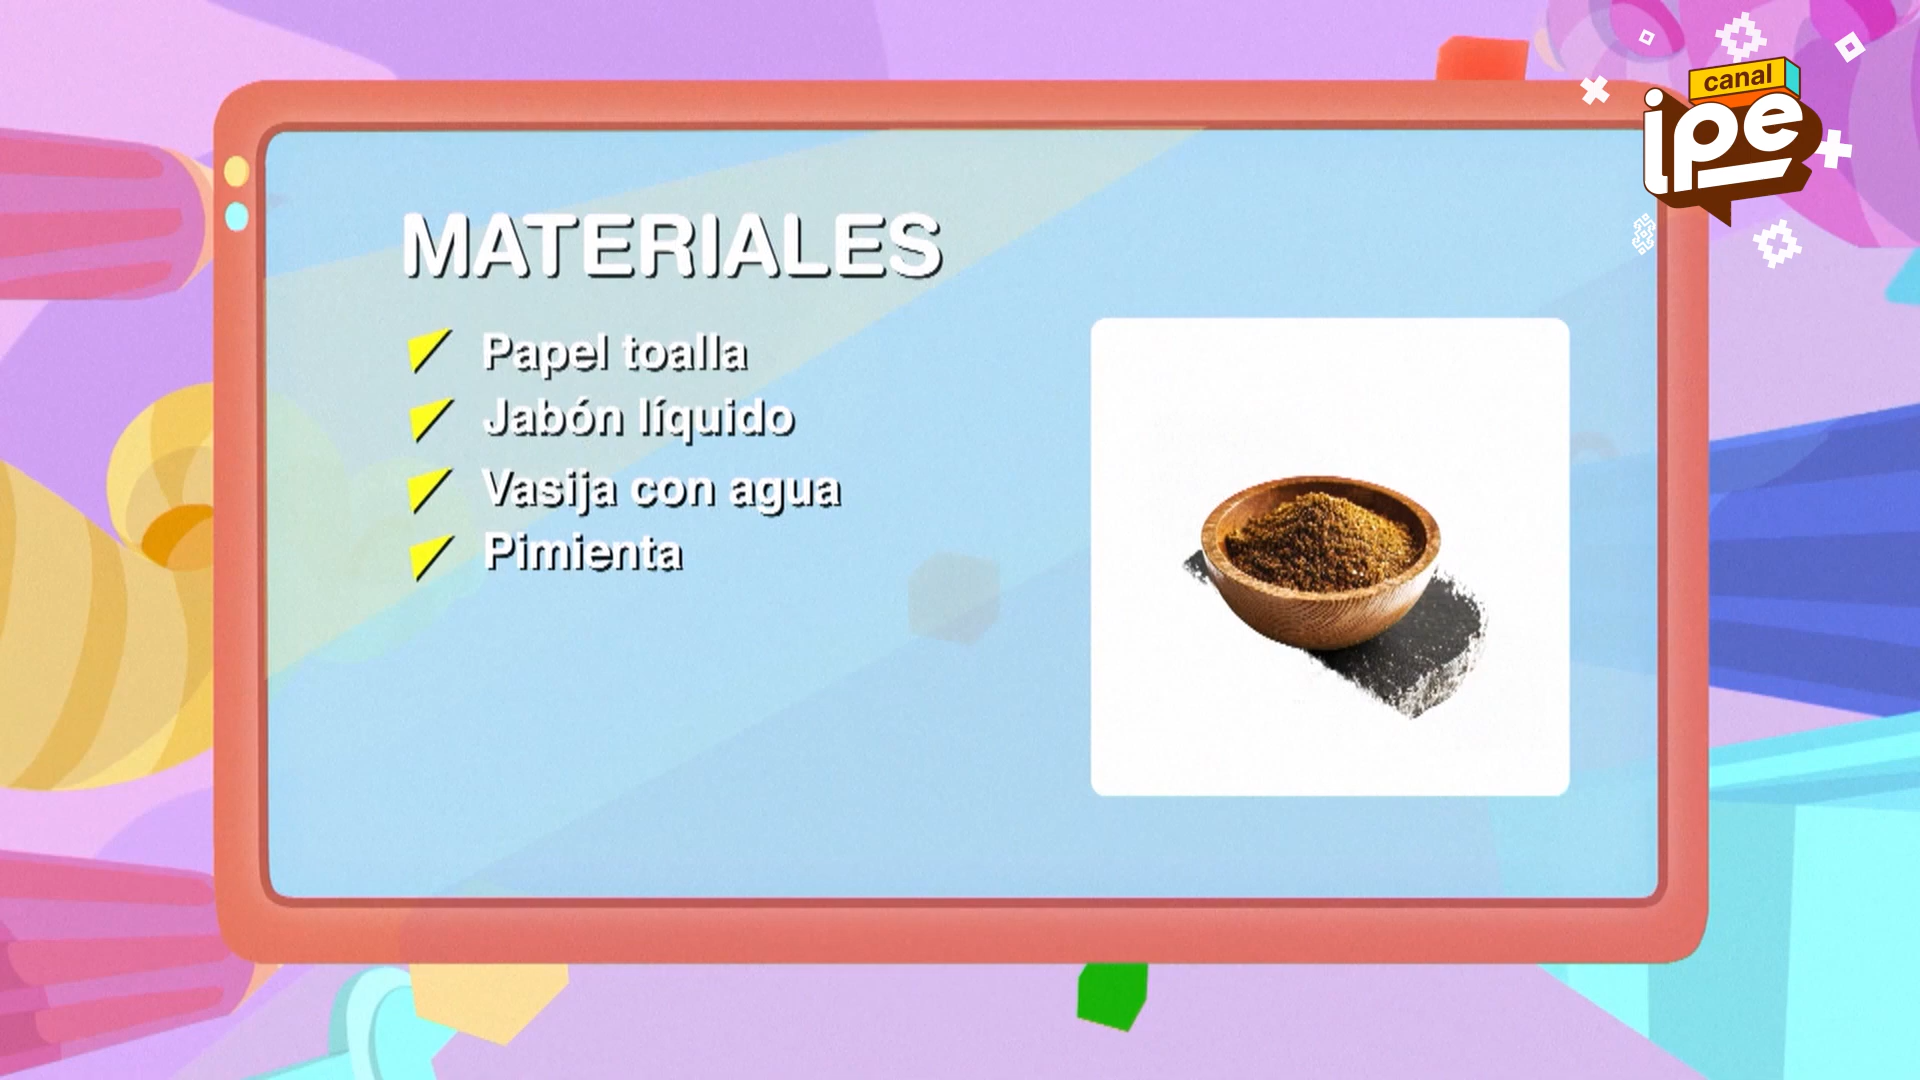 canal
ipe
MATERIALES
Papel toalla
Jabón líquido
Vasija con agua
Pimienta